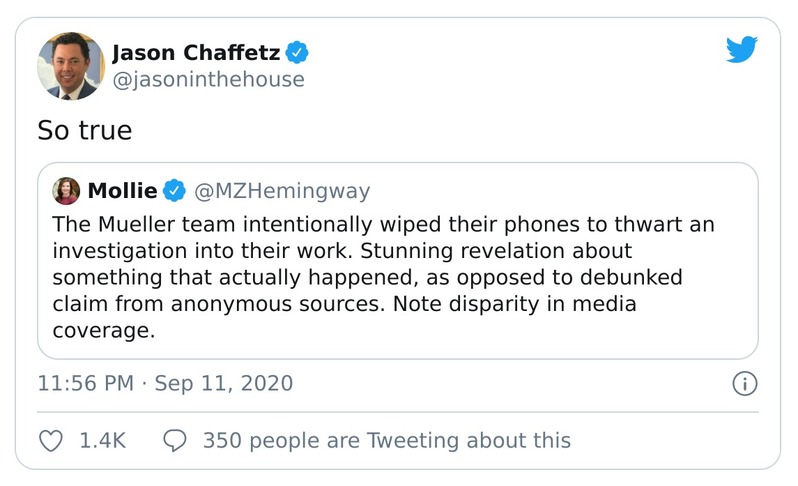 Jason Chaffetz
@jasoninthehouse
So true
Mollie @MZHemingway
The Mueller team intentionally wiped their phones to thwart an
investigation into their work. Stunning revelation about
something that actually happened, as opposed to debunked
claim from anonymous sources. Note disparity in media
coverage.
11:56 PM · Sep 11, 2020
1.4K 350 people are Tweeting about this